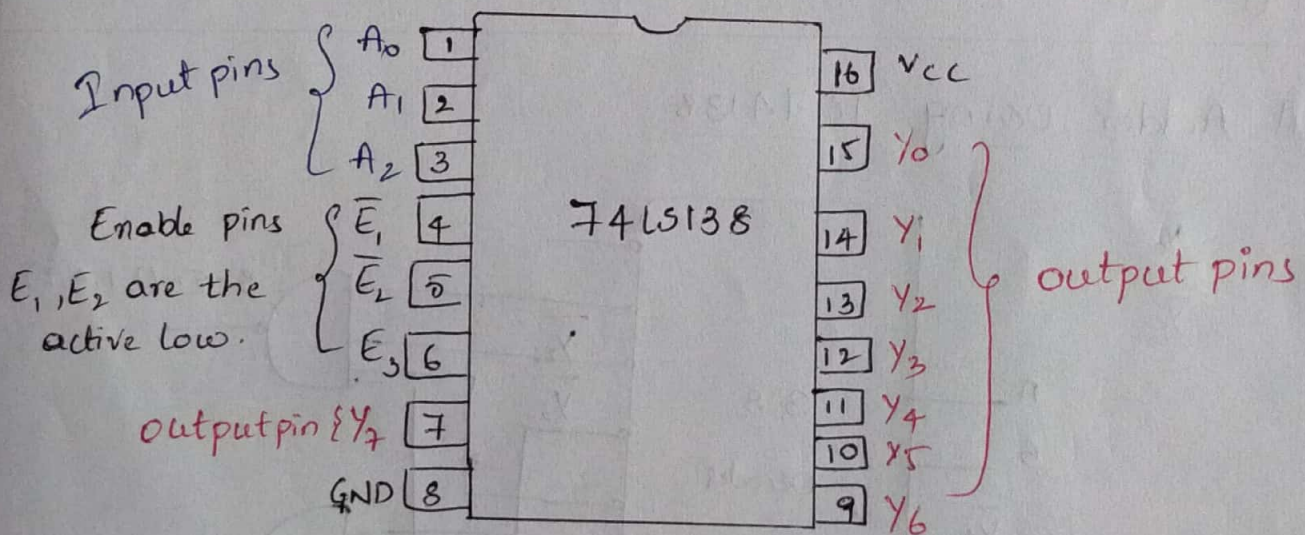 Input pins
A0 1
A1 2
A2 3
Enable pins
E1, E2 are the
active low.
E̅1 4
E̅2 5
E3 6
output pin { Y7 7
GND 8
74LS138
16 VCC
15 Y0
14 Y1
13 Y2
12 Y3
11 Y4
10 Y5
9 Y6
output pins